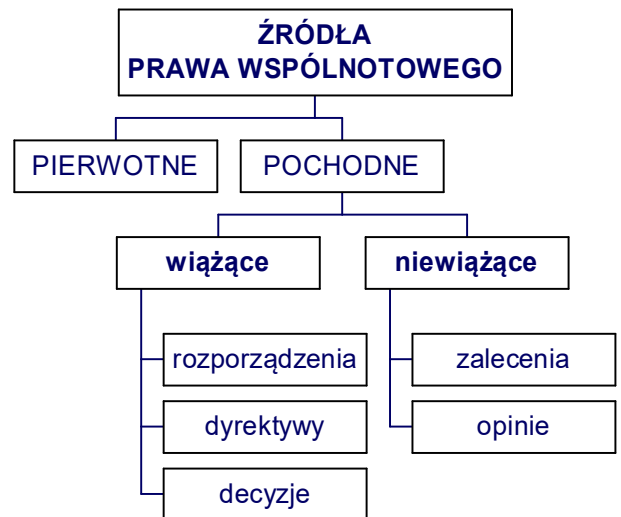 ŹRÓDŁA
PRAWA WSPÓLNOTOWEGO
PIERWOTNE
POCHODNE
wiążące
niewiążące
rozporządzenia
zalecenia
dyrektywy
opinie
decyzje